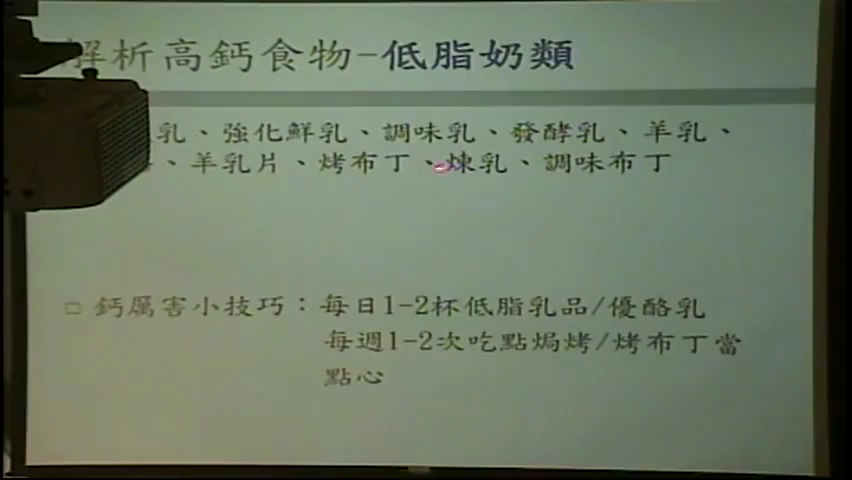 解析高鈣食物-低脂奶類
乳、強化鮮乳、調味乳、發酵乳、羊乳、
、羊乳片、烤布丁、煉乳、調味布丁
□ 鈣厲害小技巧：每日1-2杯低脂乳品/優酪乳
每週1-2次吃點焗烤/烤布丁當
點心